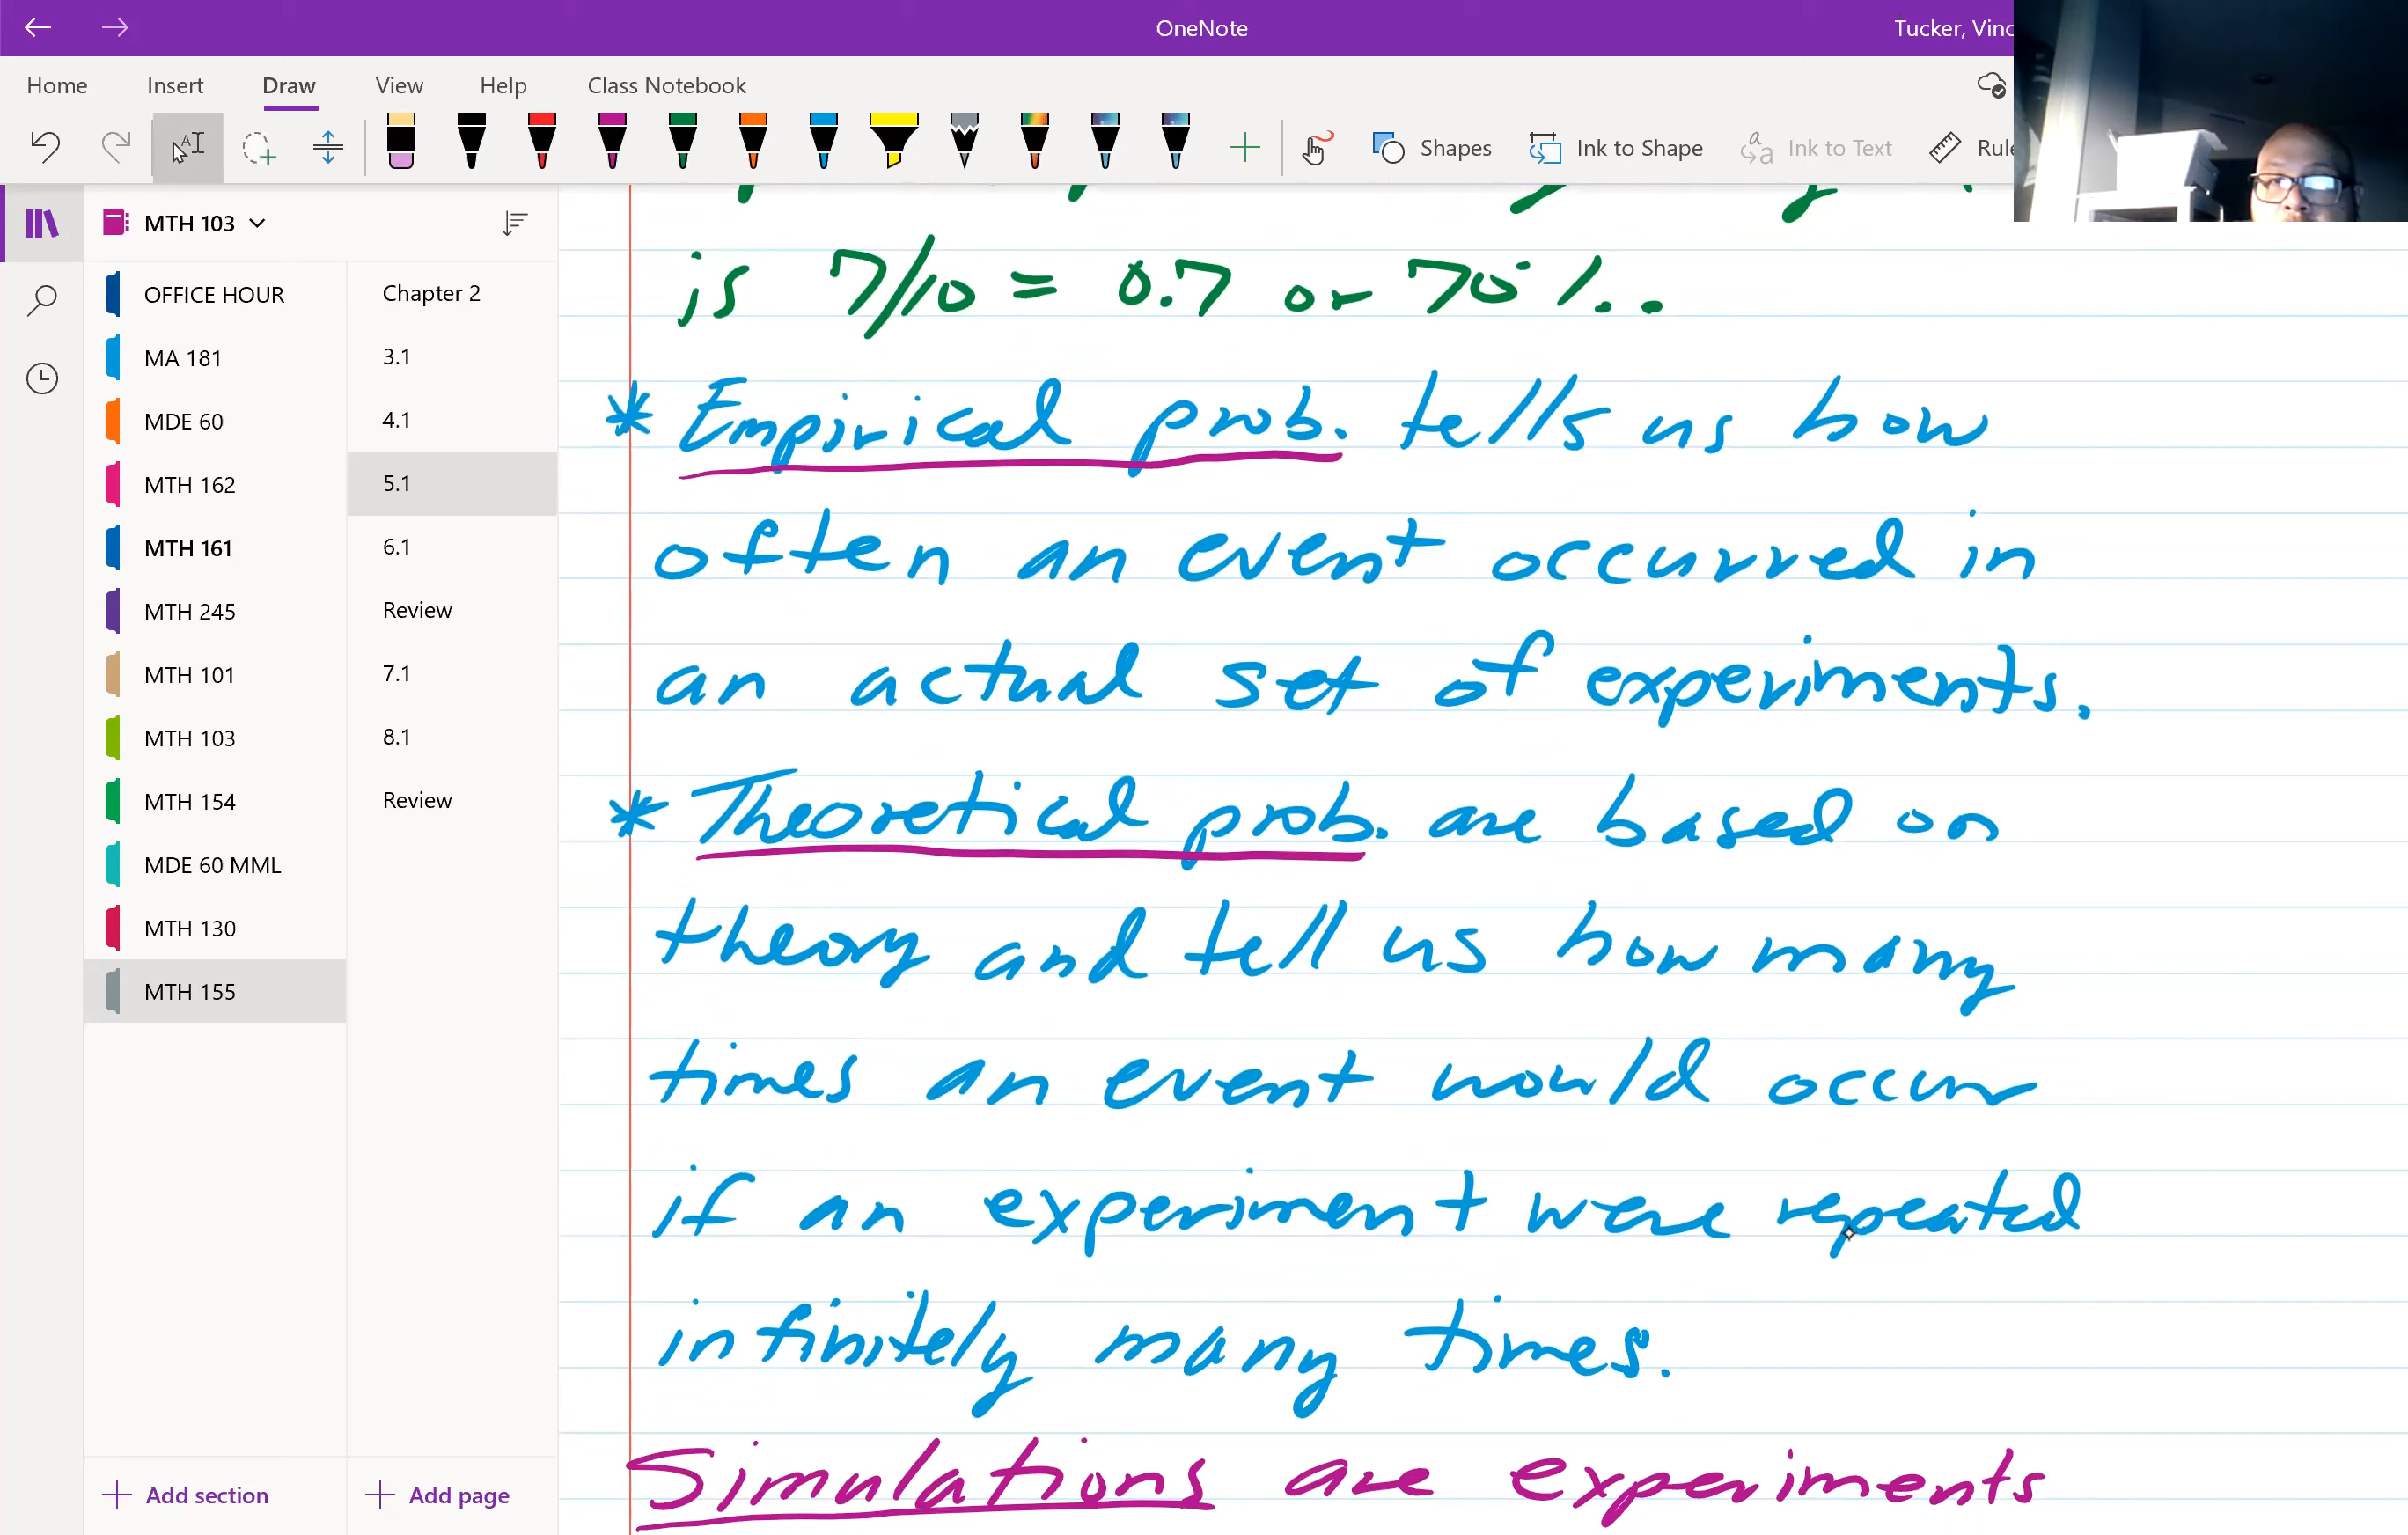 OneNote
Tucker, Vinc
Home Insert Draw View Help Class Notebook
Shapes Ink to Shape Ink to Text Rule
MTH 103
OFFICE HOUR
MA 181
MDE 60
MTH 162
MTH 161
MTH 245
MTH 101
MTH 103
MTH 154
MDE 60 MML
MTH 130
MTH 155
Add section
Chapter 2
3.1
4.1
5.1
6.1
Review
7.1
8.1
Review
Add page
is 7/10 = 0.7 or 70%.
* Empirical prob. tells us how
often an event occurred in
an actual set of experiments.
* Theoretical prob. are based on
theory and tell us how many
times an event would occur
if an experiment were repeated
infinitely many times.
Simulations are experiments